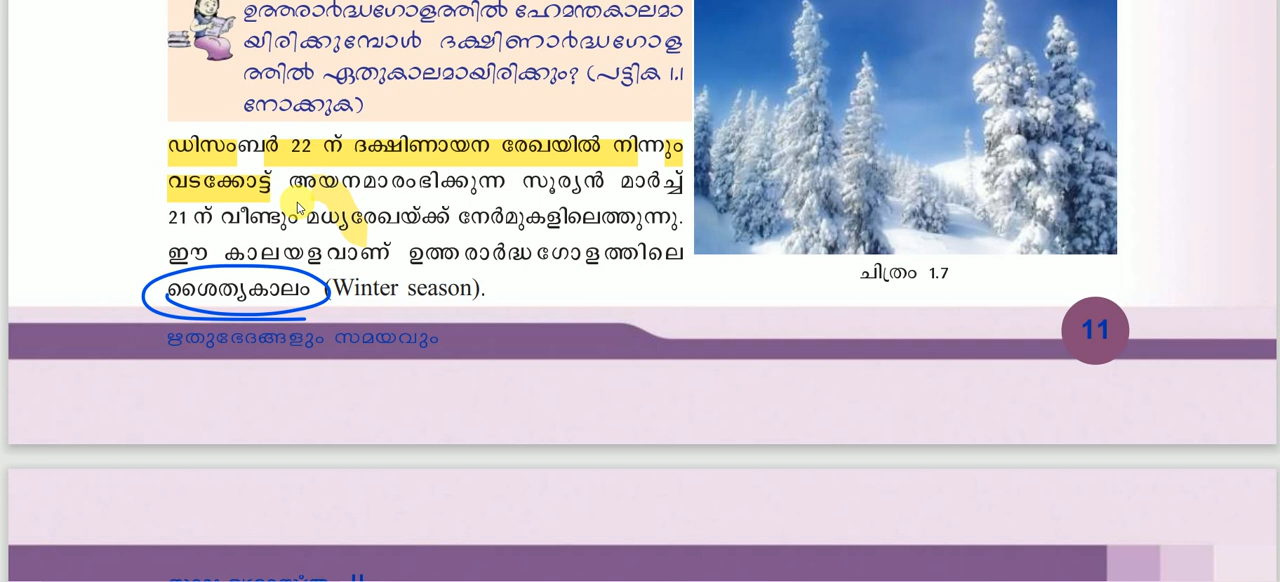 ഉത്തരാർദ്ധഗോളത്തിൽ ഹേമന്തകാലമാ
യിരിക്കുമ്പോൾ ദക്ഷിണാർദ്ധഗോള
ത്തിൽ ഏതുകാലമായിരിക്കും? (പട്ടിക 1.1
നോക്കുക)
ഡിസംബർ 22 ന് ദക്ഷിണായന രേഖയിൽ നിന്നും
വടക്കോട്ട് അയനമാരംഭിക്കുന്ന സൂര്യൻ മാർച്ച്
21 ന് വീണ്ടും മധ്യരേഖയ്ക്ക് നേർമുകളിലെത്തുന്നു.
ഈ കാലയളവാണ് ഉത്തരാർദ്ധഗോളത്തിലെ
ശൈത്യകാലം (Winter season).
ചിത്രം 1.7
ഋതുഭേദങ്ങളും സമയവും
11